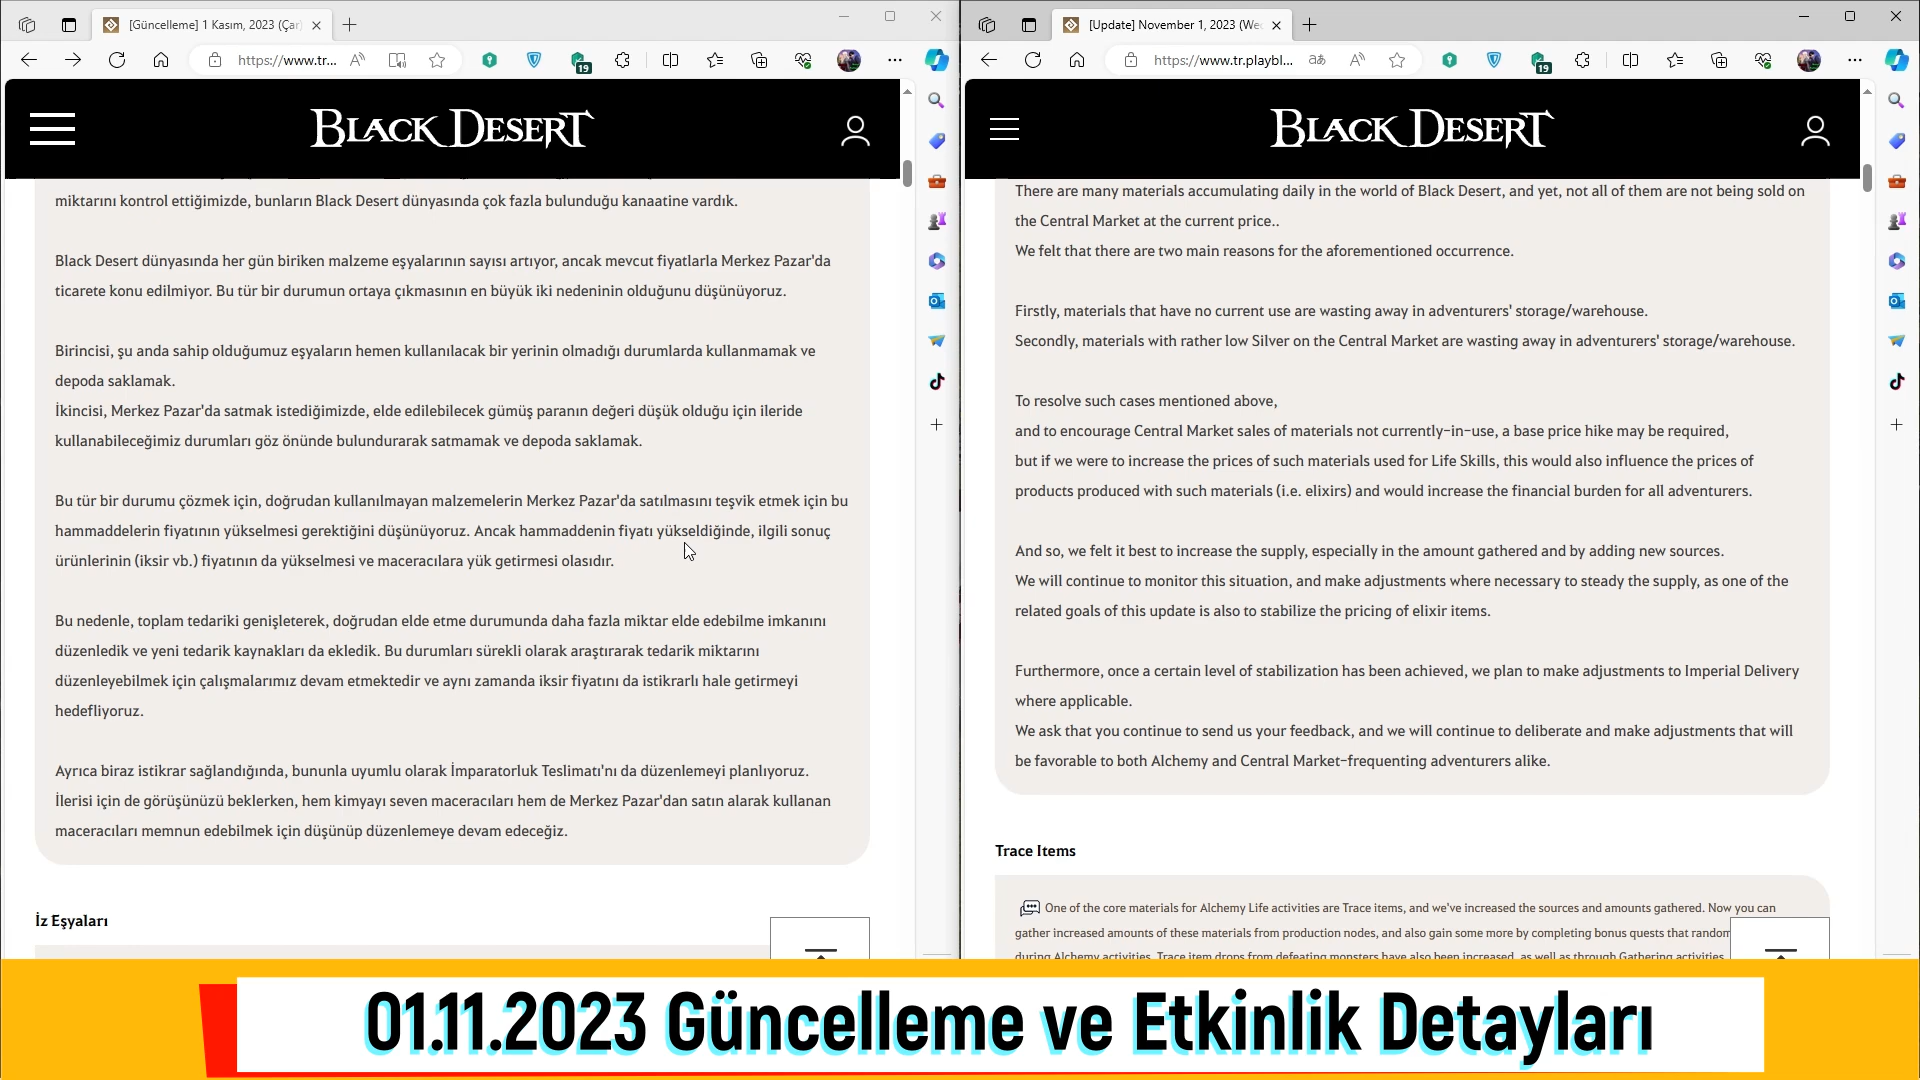 [Güncelleme] 1 Kasım, 2023 (Çar
https://www.tr...
19
BLACK DESERT
miktarını kontrol ettiğimizde, bunların Black Desert dünyasında çok fazla bulunduğu kanaatine vardık.
Black Desert dünyasında her gün biriken malzeme eşyalarının sayısı artıyor, ancak mevcut fiyatlarla Merkez Pazar'da
ticarete konu edilmiyor. Bu tür bir durumun ortaya çıkmasının en büyük iki nedeninin olduğunu düşünüyoruz.
Birincisi, şu anda sahip olduğumuz eşyaların hemen kullanılacak bir yerinin olmadığı durumlarda kullanmamak ve
depoda saklamak.
İkincisi, Merkez Pazar'da satmak istediğimizde, elde edilebilecek gümüş paranın değeri düşük olduğu için ileride
kullanabileceğimiz durumları göz önünde bulundurarak satmamak ve depoda saklamak.
Bu tür bir durumu çözmek için, doğrudan kullanılmayan malzemelerin Merkez Pazar'da satılmasını teşvik etmek için bu
hammaddelerin fiyatının yükselmesi gerektiğini düşünüyoruz. Ancak hammaddenin fiyatı yükseldiğinde, ilgili sonuç
ürünlerinin (iksir vb.) fiyatının da yükselmesi ve maceracılara yük getirmesi olasıdır.
Bu nedenle, toplam tedariki genişleterek, doğrudan elde etme durumunda daha fazla miktar elde edebilme imkanını
düzenledik ve yeni tedarik kaynakları da ekledik. Bu durumları sürekli olarak araştırarak tedarik miktarını
düzenleyebilmek için çalışmalarımız devam etmektedir ve aynı zamanda iksir fiyatını da istikrarlı hale getirmeyi
hedefliyoruz.
Ayrıca biraz istikrar sağlandığında, bununla uyumlu olarak İmparatorluk Teslimatı'nı da düzenlemeyi planlıyoruz.
İlerisi için de görüşünüzü beklerken, hem kimyayı seven maceracıları hem de Merkez Pazar'dan satın alarak kullanan
maceracıları memnun edebilmek için düşünüp düzenlemeye devam edeceğiz.
İz Eşyaları
[Update] November 1, 2023 (We
https://www.tr.playbl...
19
BLACK DESERT
There are many materials accumulating daily in the world of Black Desert, and yet, not all of them are not being sold on
the Central Market at the current price..
We felt that there are two main reasons for the aforementioned occurrence.
Firstly, materials that have no current use are wasting away in adventurers' storage/warehouse.
Secondly, materials with rather low Silver on the Central Market are wasting away in adventurers' storage/warehouse.
To resolve such cases mentioned above,
and to encourage Central Market sales of materials not currently-in-use, a base price hike may be required,
but if we were to increase the prices of such materials used for Life Skills, this would also influence the prices of
products produced with such materials (i.e. elixirs) and would increase the financial burden for all adventurers.
And so, we felt it best to increase the supply, especially in the amount gathered and by adding new sources.
We will continue to monitor this situation, and make adjustments where necessary to steady the supply, as one of the
related goals of this update is also to stabilize the pricing of elixir items.
Furthermore, once a certain level of stabilization has been achieved, we plan to make adjustments to Imperial Delivery
where applicable.
We ask that you continue to send us your feedback, and we will continue to deliberate and make adjustments that will
be favorable to both Alchemy and Central Market-frequenting adventurers alike.
Trace Items
One of the core materials for Alchemy Life activities are Trace items, and we've increased the sources and amounts gathered. Now you can
gather increased amounts of these materials from production nodes, and also gain some more by completing bonus quests that random
during Alchemy activities. Trace item drops from defeating monsters have also been increased, as well as through Gathering activities.
01.11.2023 Güncelleme ve Etkinlik Detayları